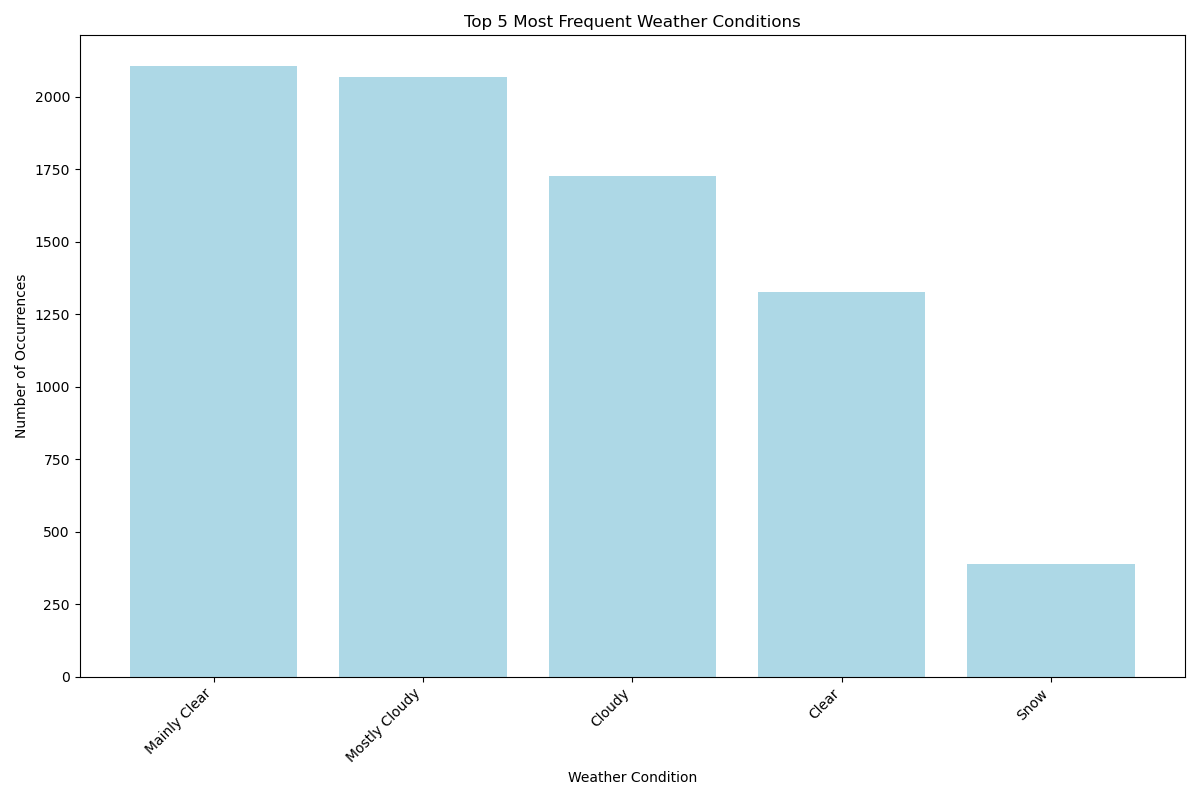 Top 5 Most Frequent Weather Conditions
Number of Occurrences
2000
1750
1500
1250
1000
750
500
250
0
Mainly Clear
Mostly Cloudy
Cloudy
Clear
Snow
Weather Condition